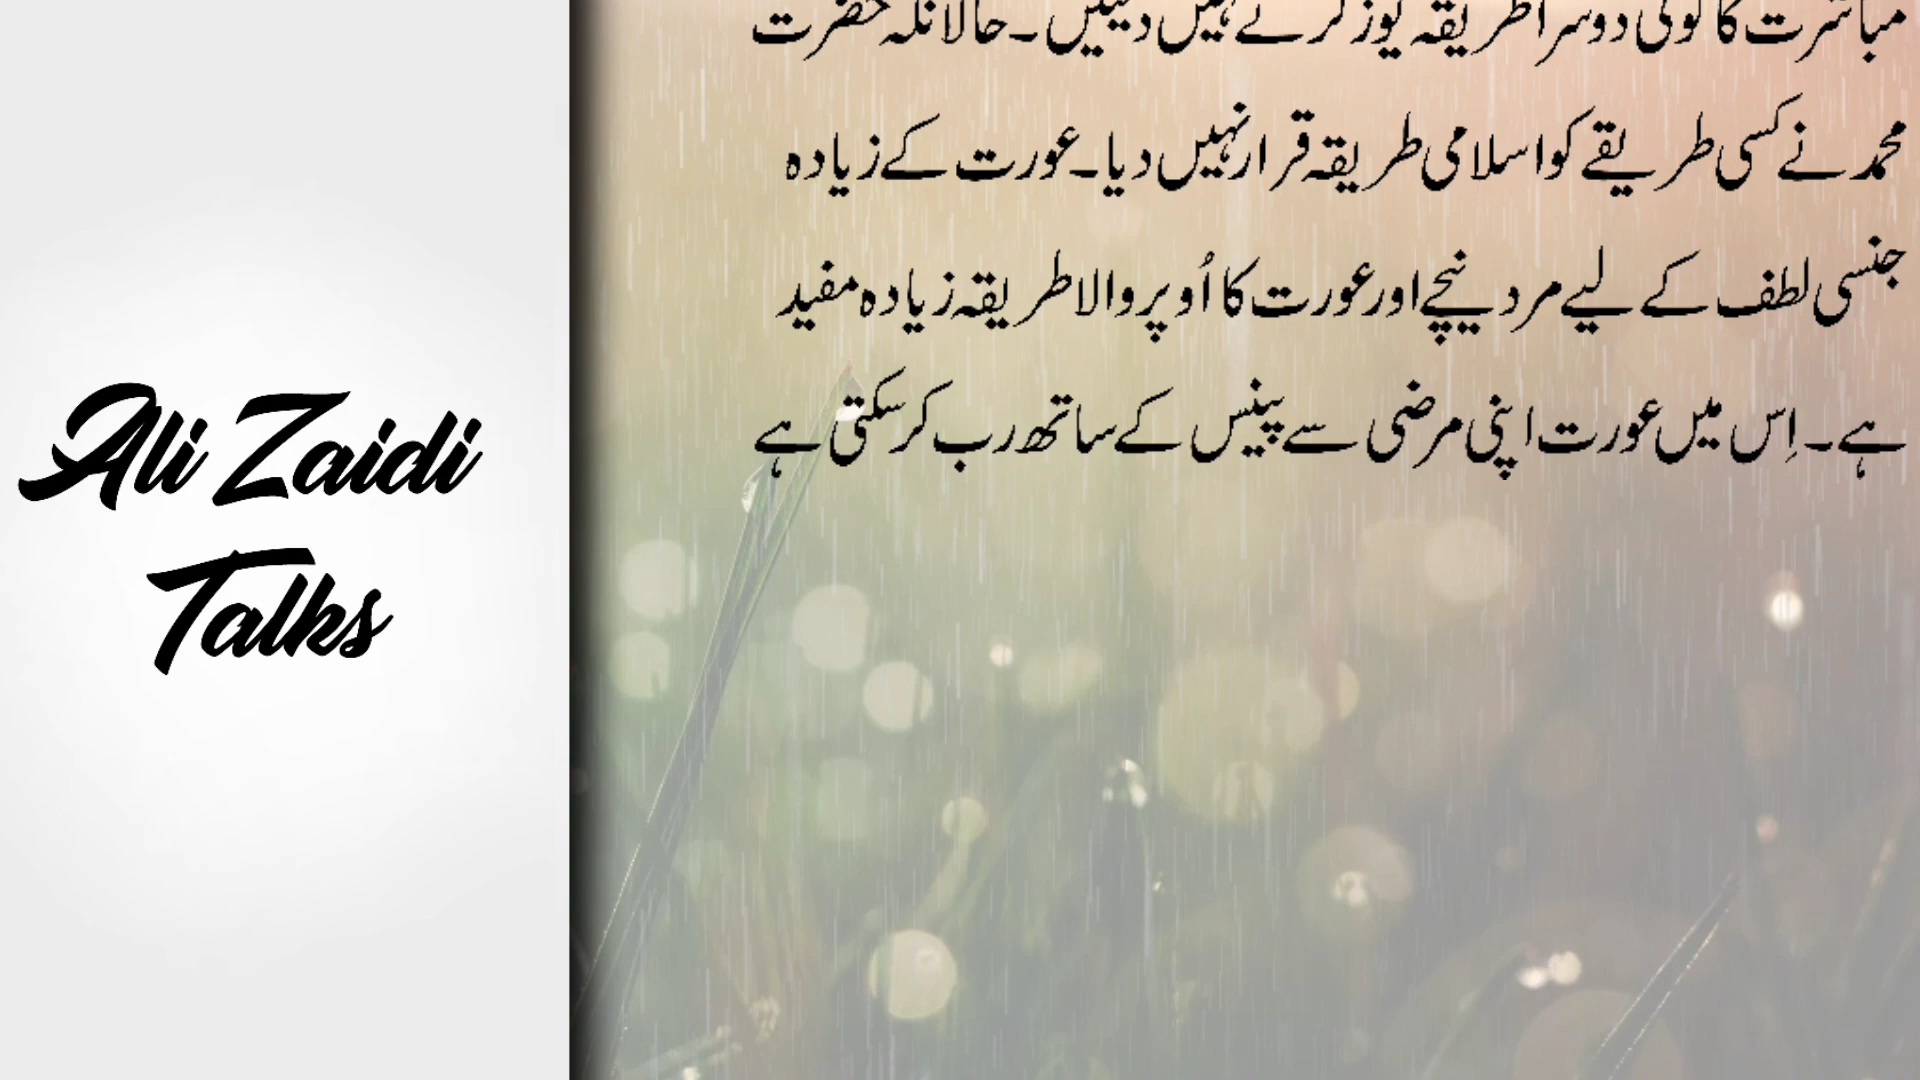 Ali Zaidi
Talks
مباشرت کا کوئی دوسرا طریقہ یوز کرنے نہیں دیتیں۔ حالانکہ حضرت
محمد نے کسی طریقے کو اسلامی طریقہ قرار نہیں دیا۔ عورت کے زیادہ
جنسی لطف کے لیے مرد نیچے اور عورت کا اُوپر والا طریقہ زیادہ مفید
ہے۔ اِس میں عورت اپنی مرضی سے پینس کے ساتھ رب کر سکتی ہے